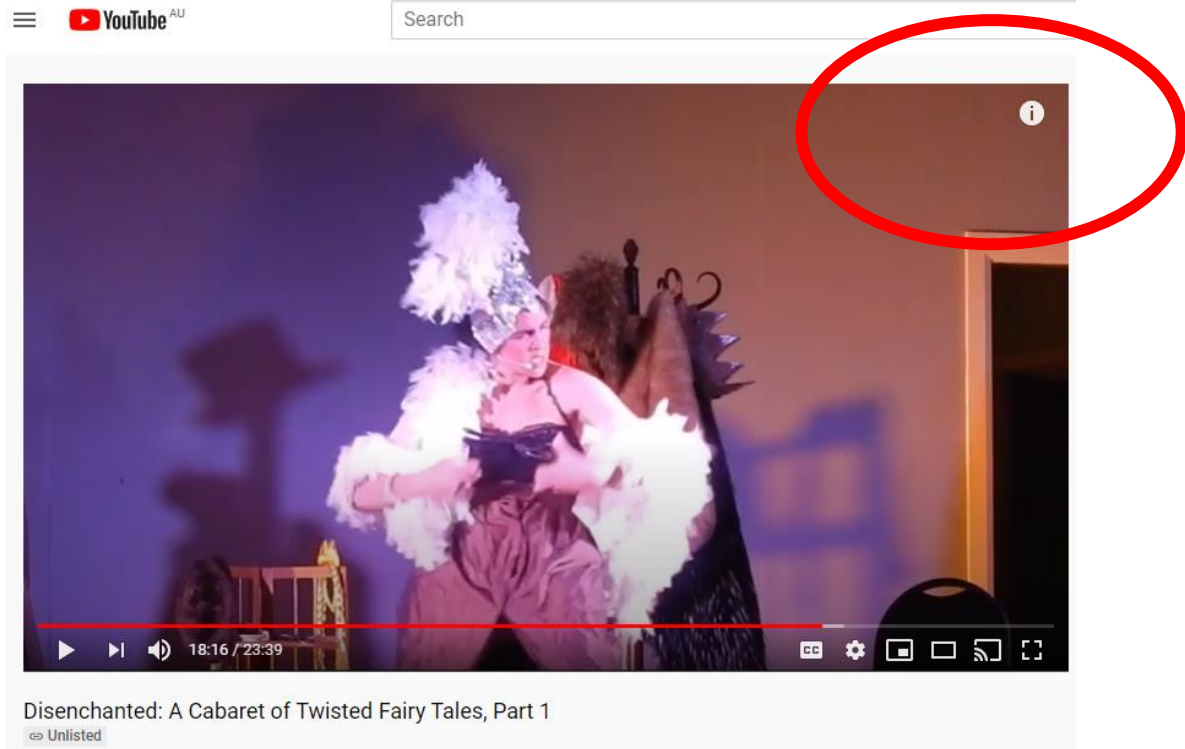 YouTube AU
Search
i
18:16 / 23:39
CC
Disenchanted: A Cabaret of Twisted Fairy Tales, Part 1
Unlisted